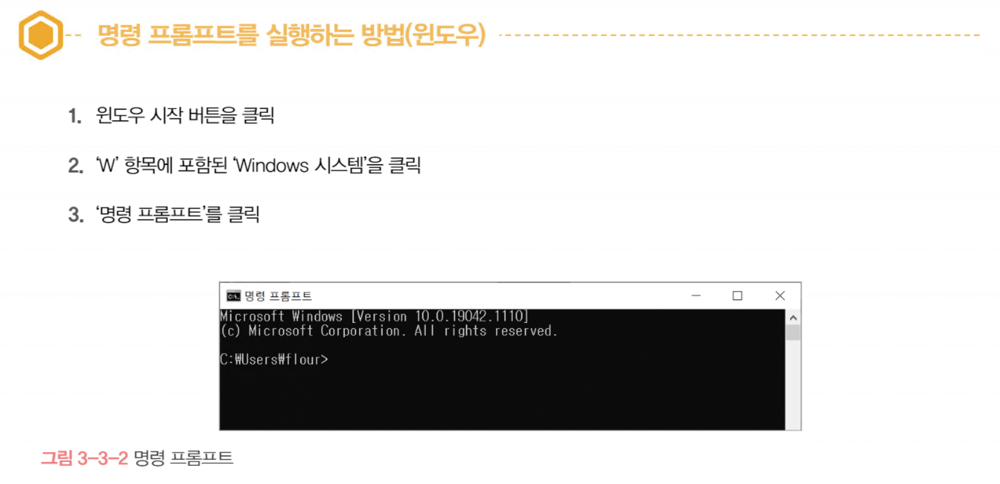 명령 프롬프트를 실행하는 방법(윈도우)
1. 윈도우 시작 버튼을 클릭
2. ‘W’ 항목에 포함된 ‘Windows 시스템’을 클릭
3. ‘명령 프롬프트’를 클릭
C:\. 명령 프롬프트
Microsoft Windows [Version 10.0.19042.1110]
(c) Microsoft Corporation. All rights reserved.
C:₩Users₩flour>
그림 3-3-2 명령 프롬프트